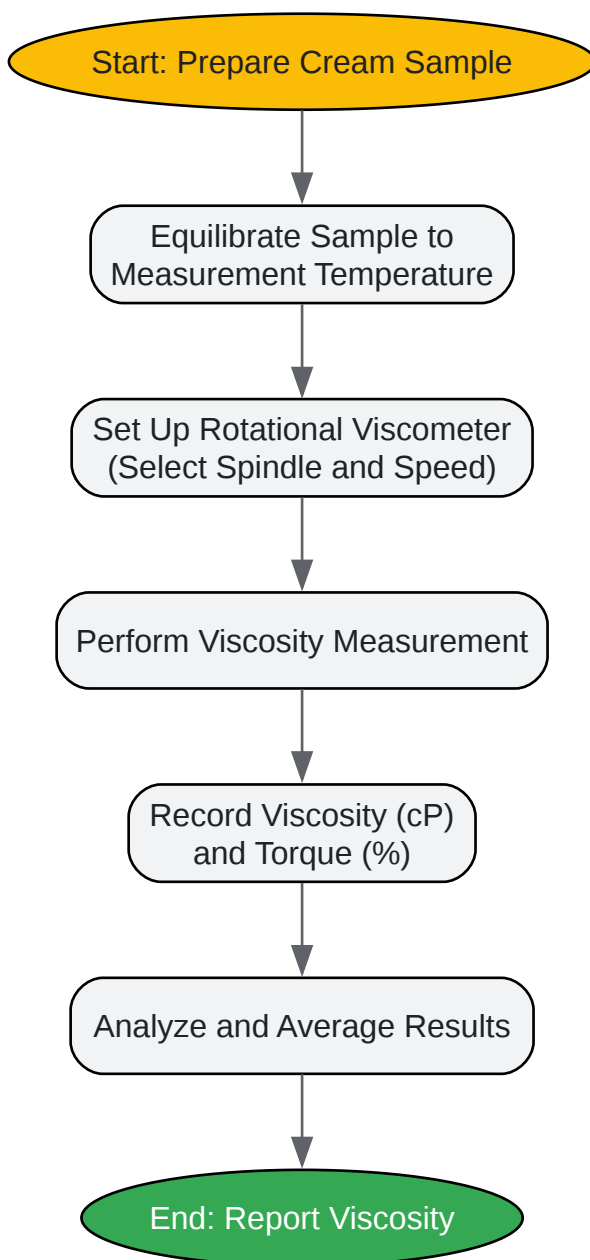 Start: Prepare Cream Sample
Equilibrate Sample to
Measurement Temperature
Set Up Rotational Viscometer
(Select Spindle and Speed)
Perform Viscosity Measurement
Record Viscosity (cP)
and Torque (%)
Analyze and Average Results
End: Report Viscosity